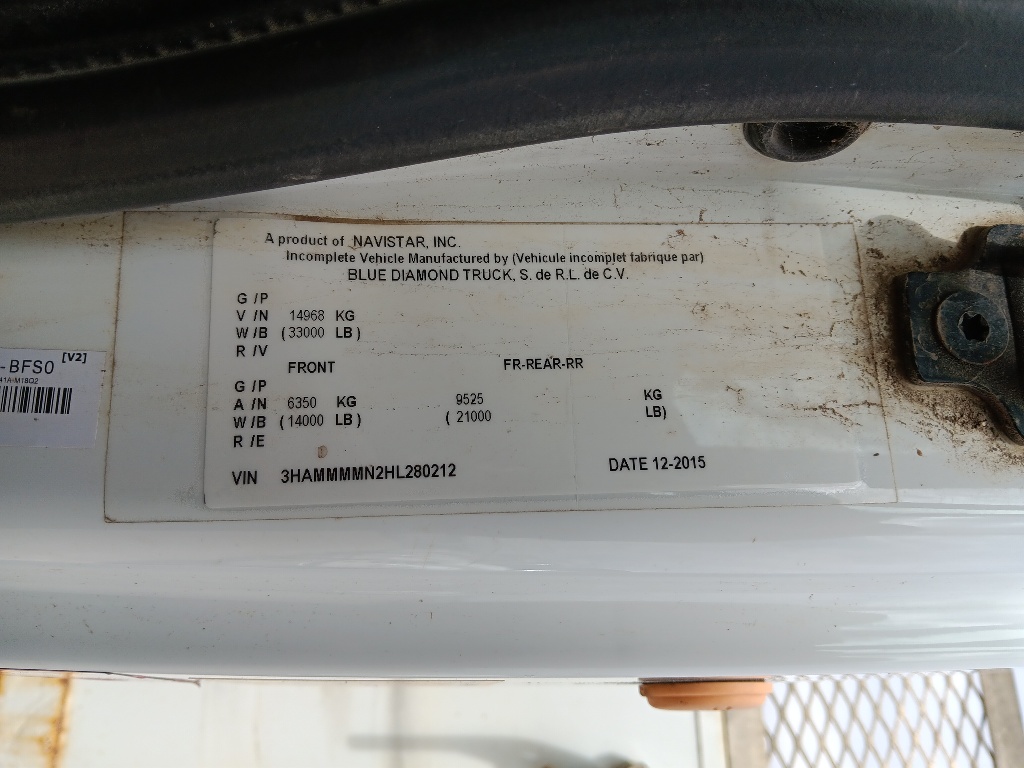 A product of NAVISTAR, INC.
Incomplete Vehicle Manufactured by (Vehicule incomplet fabrique par)
BLUE DIAMOND TRUCK, S. de R.L. de C.V.
G /P
V /N 14968 KG
W/B (33000 LB)
R /V
FRONT FR-REAR-RR
G /P
A /N 6350 KG 9525 KG
W/B (14000 LB) (21000 LB)
R /E
VIN 3HAMMMMN2HL280212 DATE 12-2015
-BFS0 [V2]